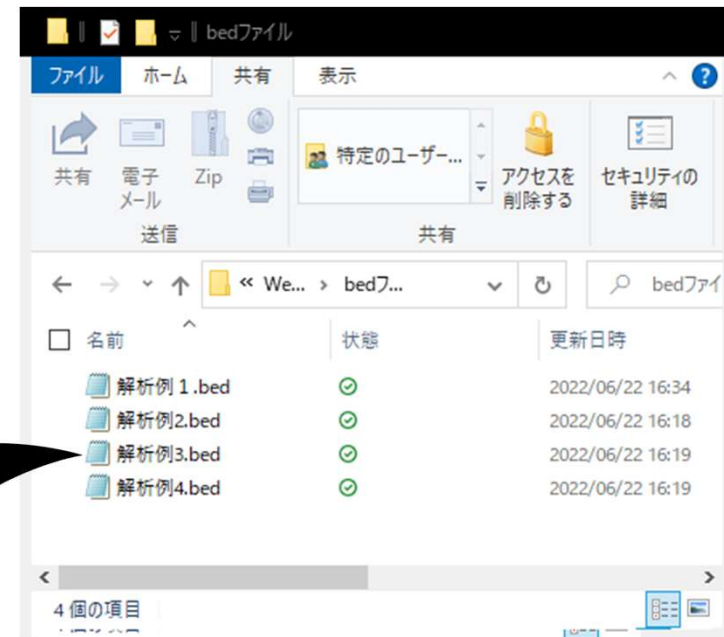 bedファイル
ファイル ホーム 共有 表示
共有 電子メール Zip
特定のユーザー...
アクセスを削除する
セキュリティの詳細
送信 共有
« We... › bedフ...
bedファイ
名前 状態 更新日時
解析例１.bed 2022/06/22 16:34
解析例2.bed 2022/06/22 16:18
解析例3.bed 2022/06/22 16:19
解析例4.bed 2022/06/22 16:19
4 個の項目